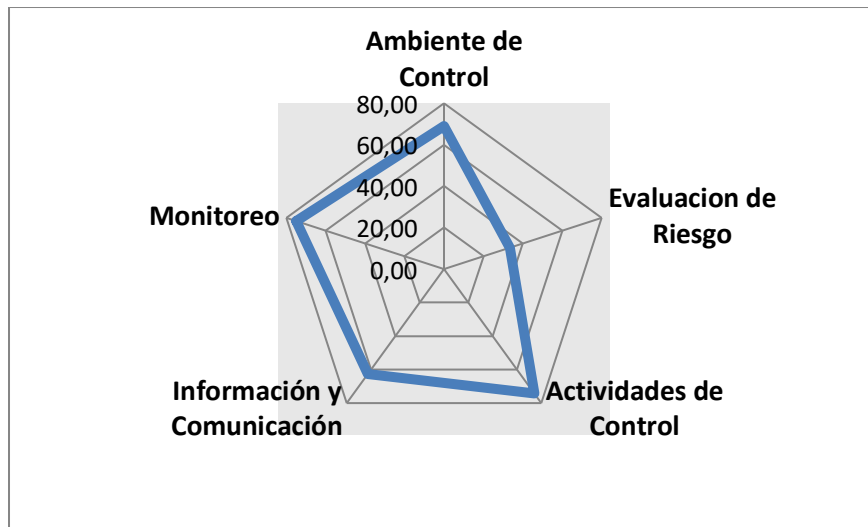 Ambiente de
Control
80,00
60,00
40,00
20,00
0,00
Evaluacion de
Riesgo
Actividades de
Control
Información y
Comunicación
Monitoreo